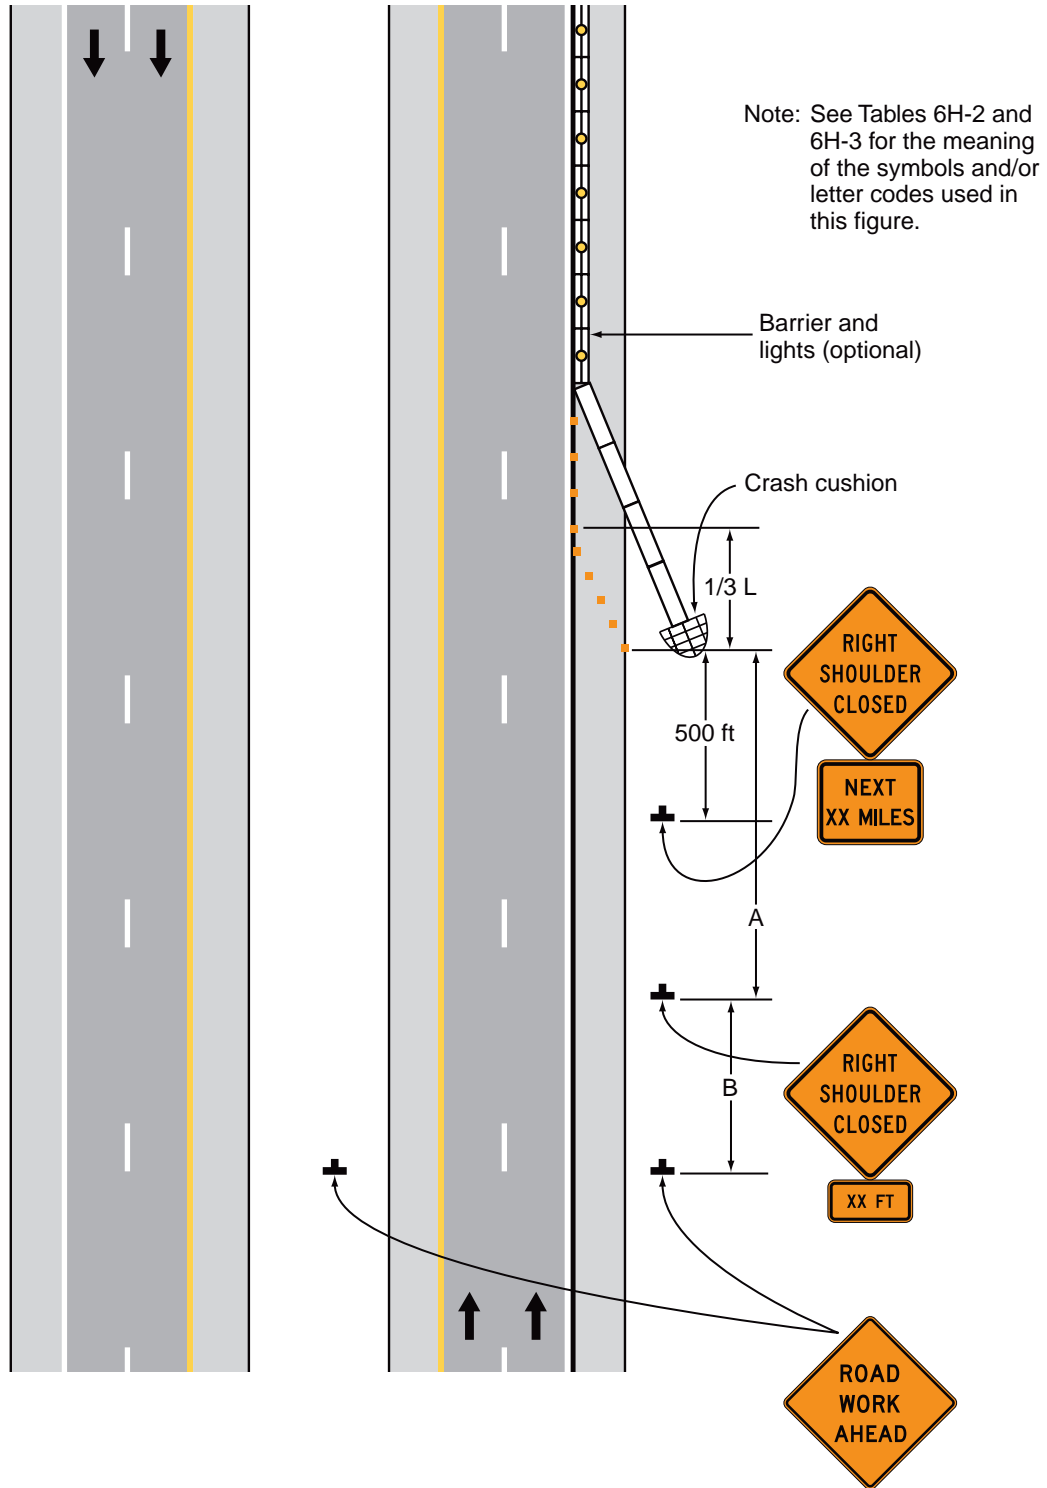 Note: See Tables 6H-2 and
6H-3 for the meaning
of the symbols and/or
letter codes used in
this figure.
Barrier and
lights (optional)
Crash cushion
1/3 L
RIGHT
SHOULDER
CLOSED
500 ft
NEXT
XX MILES
A
RIGHT
SHOULDER
CLOSED
B
XX FT
ROAD
WORK
AHEAD